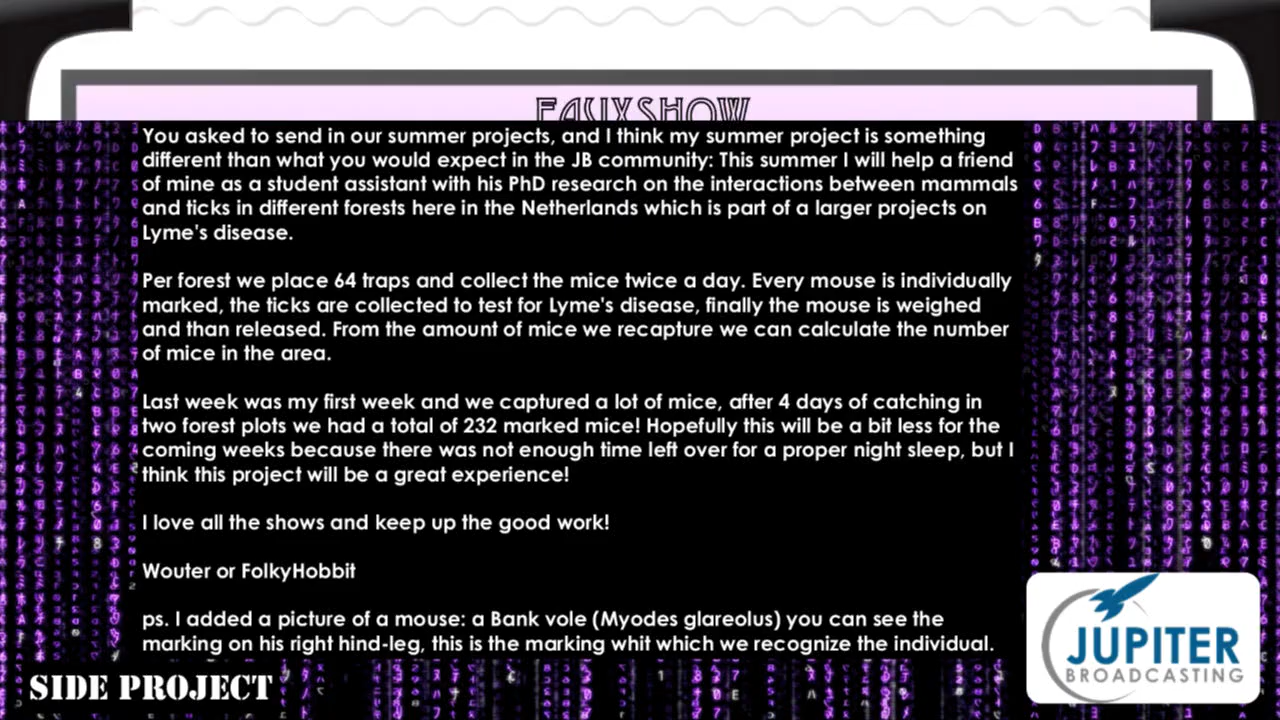 FAUXSHOW
You asked to send in our summer projects, and I think my summer project is something
different than what you would expect in the JB community: This summer I will help a friend
of mine as a student assistant with his PhD research on the interactions between mammals
and ticks in different forests here in the Netherlands which is part of a larger projects on
Lyme's disease.
Per forest we place 64 traps and collect the mice twice a day. Every mouse is individually
marked, the ticks are collected to test for Lyme's disease, finally the mouse is weighed
and than released. From the amount of mice we recapture we can calculate the number
of mice in the area.
Last week was my first week and we captured a lot of mice, after 4 days of catching in
two forest plots we had a total of 232 marked mice! Hopefully this will be a bit less for the
coming weeks because there was not enough time left over for a proper night sleep, but I
think this project will be a great experience!
I love all the shows and keep up the good work!
Wouter or FolkyHobbit
ps. I added a picture of a mouse: a Bank vole (Myodes glareolus) you can see the
marking on his right hind-leg, this is the marking whit which we recognize the individual.
SIDE PROJECT
JUPITER
BROADCASTING